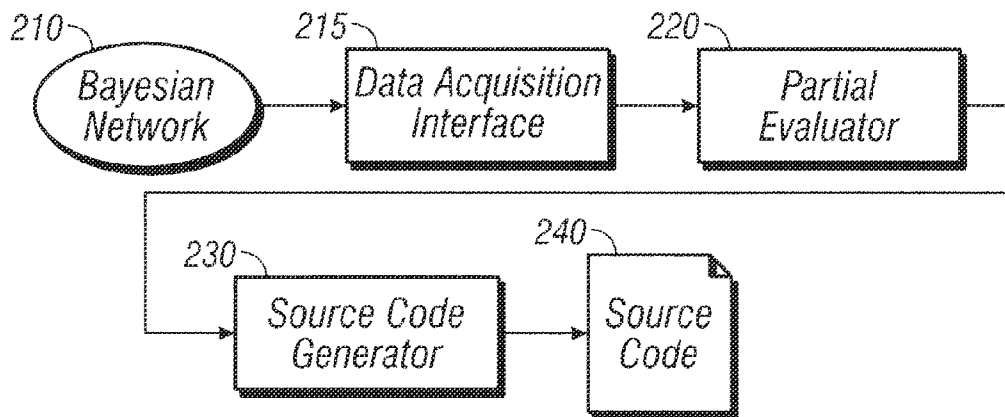 210
Bayesian
Network
215
Data Acquisition
Interface
220
Partial
Evaluator
230
Source Code
Generator
240
Source
Code